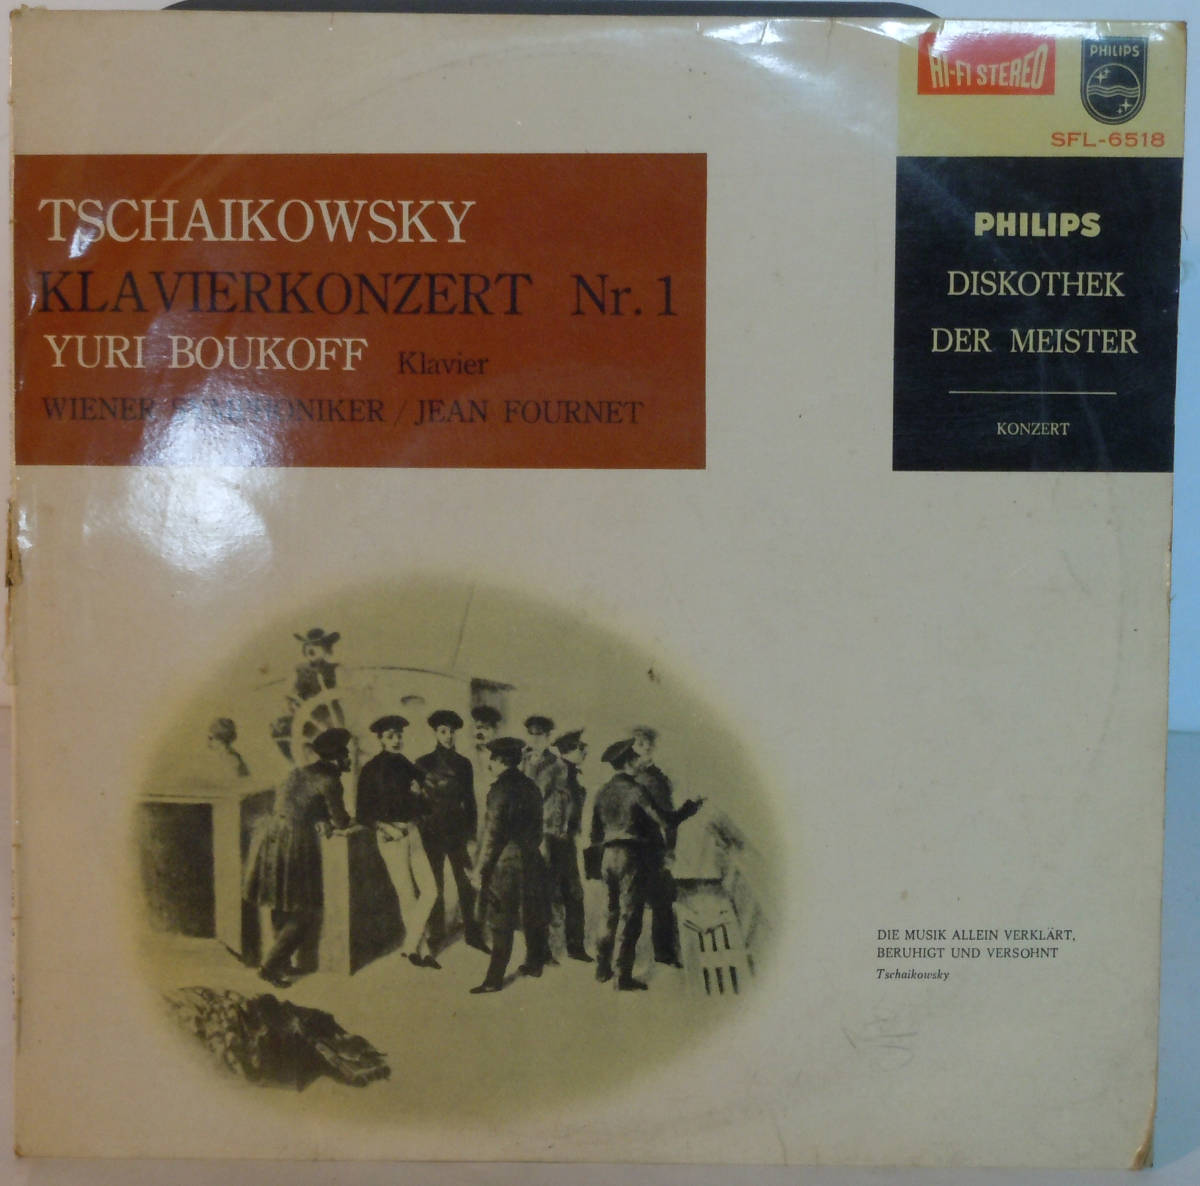 HI-FI STEREO
PHILIPS
SFL-6518
TSCHAIKOWSKY
KLAVIERKONZERT Nr. 1
YURI BOUKOFF Klavier
WIENER SYMPHONIKER / JEAN FOURNET
PHILIPS
DISKOTHEK
DER MEISTER
KONZERT
DIE MUSIK ALLEIN VERKLÄRT,
BERUHIGT UND VERSOHNT
Tschaikowsky